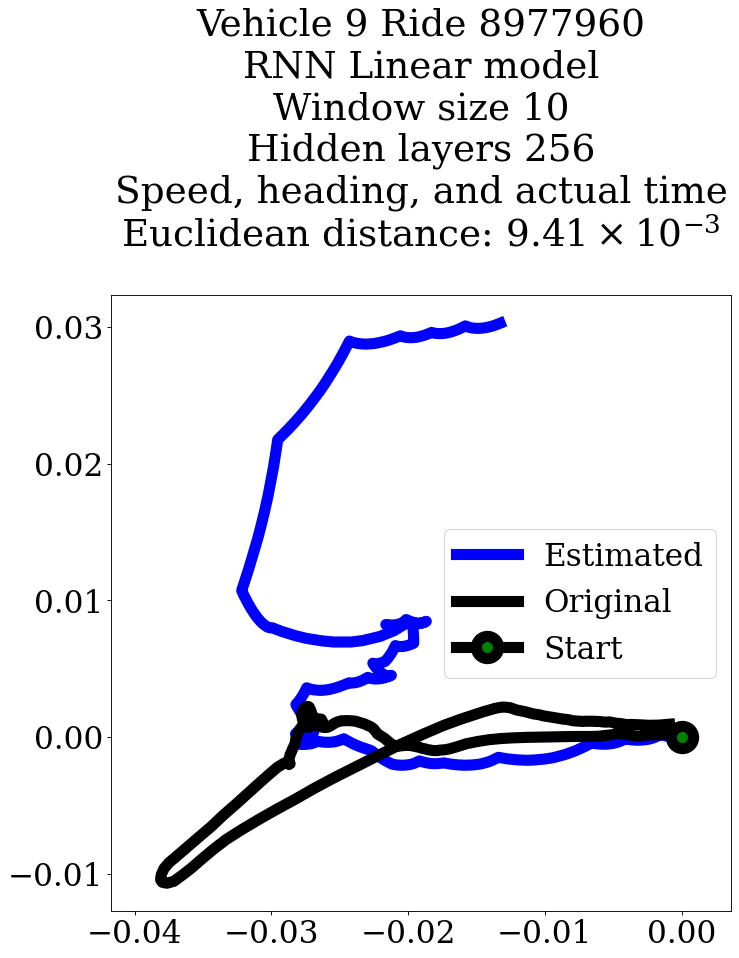 Vehicle 9 Ride 8977960
RNN Linear model
Window size 10
Hidden layers 256
Speed, heading, and actual time
Euclidean distance: 9.41 × 10⁻³
0.03
0.02
0.01
0.00
−0.01
Estimated
Original
Start
−0.04 −0.03 −0.02 −0.01 0.00